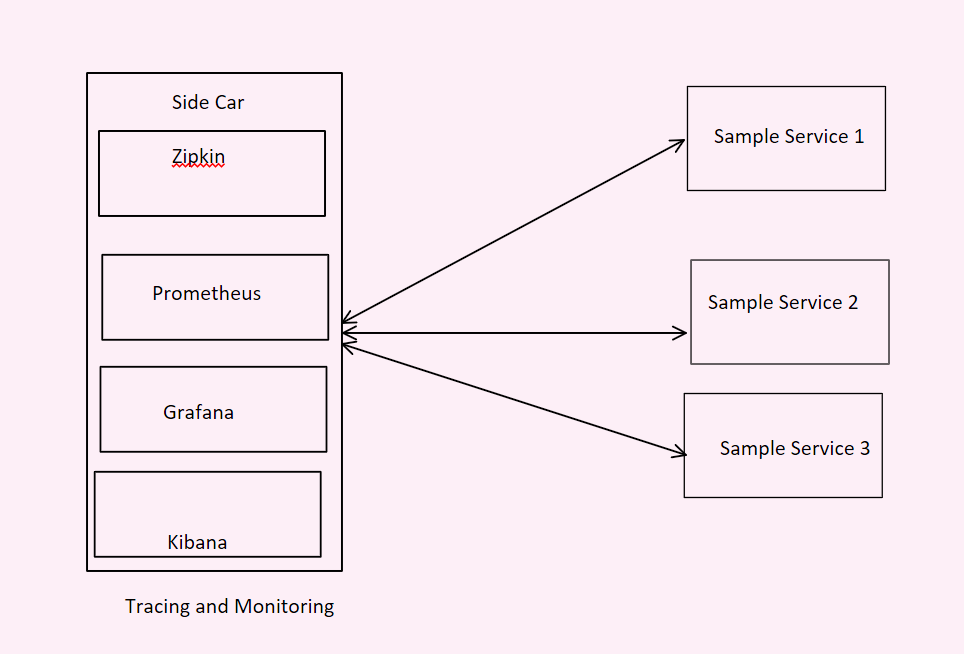 Side Car
Zipkin
Prometheus
Grafana
Kibana
Tracing and Monitoring
Sample Service 1
Sample Service 2
Sample Service 3